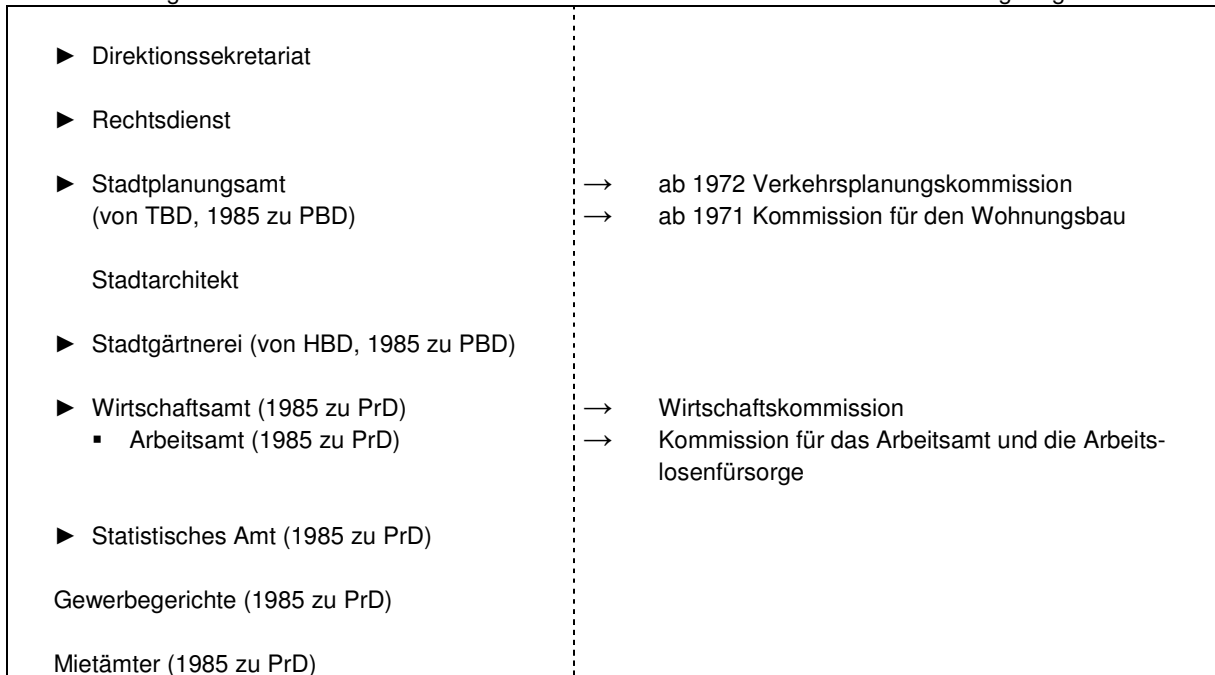 ► Direktionssekretariat
► Rechtsdienst
► Stadtplanungsamt → ab 1972 Verkehrsplanungskommission
(von TBD, 1985 zu PBD) → ab 1971 Kommission für den Wohnungsbau
Stadtarchitekt
► Stadtgärtnerei (von HBD, 1985 zu PBD)
► Wirtschaftsamt (1985 zu PrD) → Wirtschaftskommission
▪ Arbeitsamt (1985 zu PrD) → Kommission für das Arbeitsamt und die Arbeits-
losenfürsorge
► Statistisches Amt (1985 zu PrD)
Gewerbegerichte (1985 zu PrD)
Mietämter (1985 zu PrD)